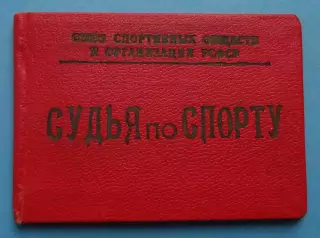 СОЮЗ СПОРТИВНЫХ ОБЩЕСТВ
И ОРГАНИЗАЦИЙ РСФСР
СУДЬЯ ПО СПОРТУ